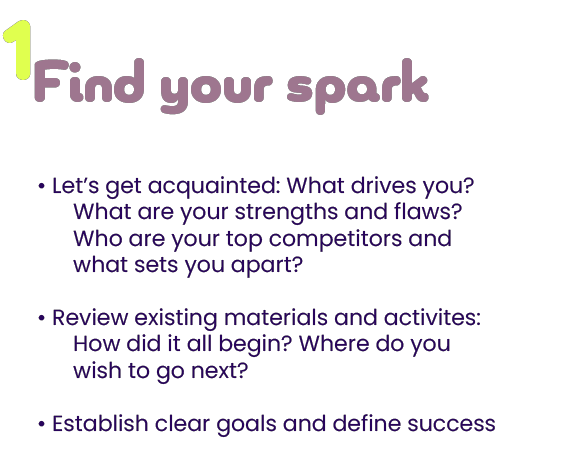 1
Find your spark
• Let’s get acquainted: What drives you?
What are your strengths and flaws?
Who are your top competitors and
what sets you apart?
• Review existing materials and activites:
How did it all begin? Where do you
wish to go next?
• Establish clear goals and define success